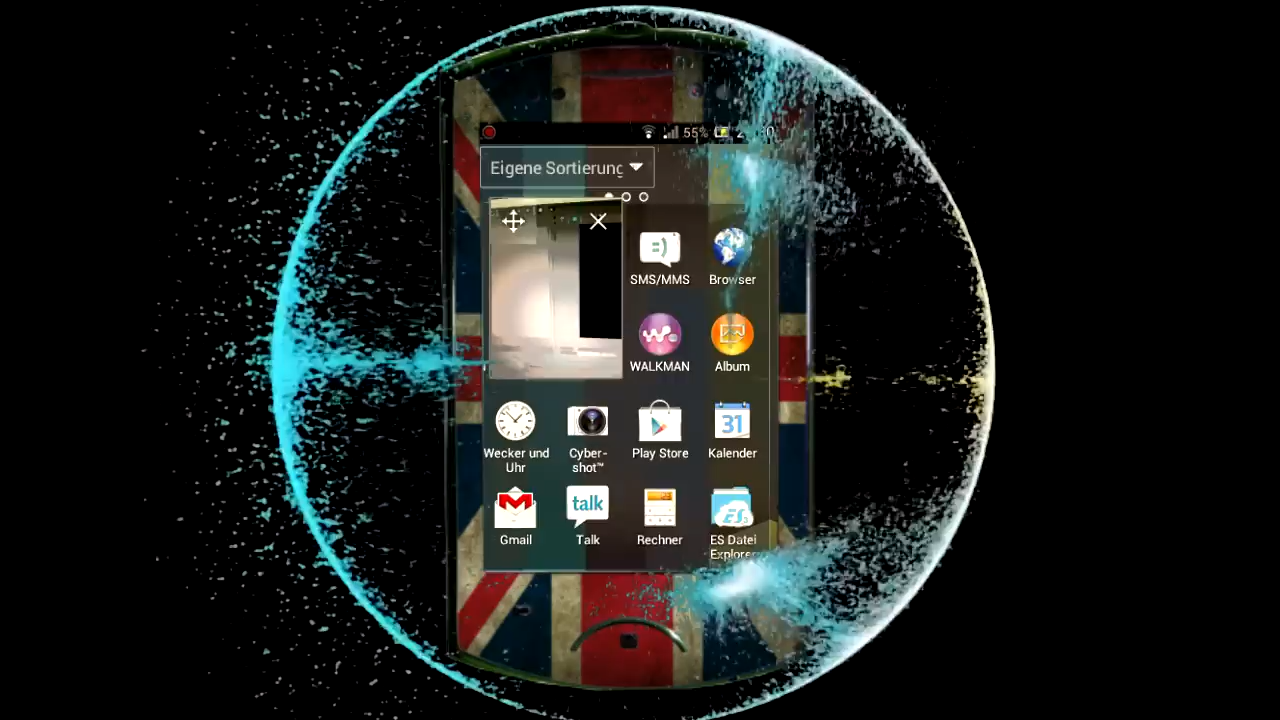 55%
Eigene Sortierung
SMS/MMS
Browser
WALKMAN
Album
31
Wecker und
Uhr
Cyber-
shot™
Play Store
Kalender
talk
ES
Gmail
Talk
Rechner
ES Datei
Explorer